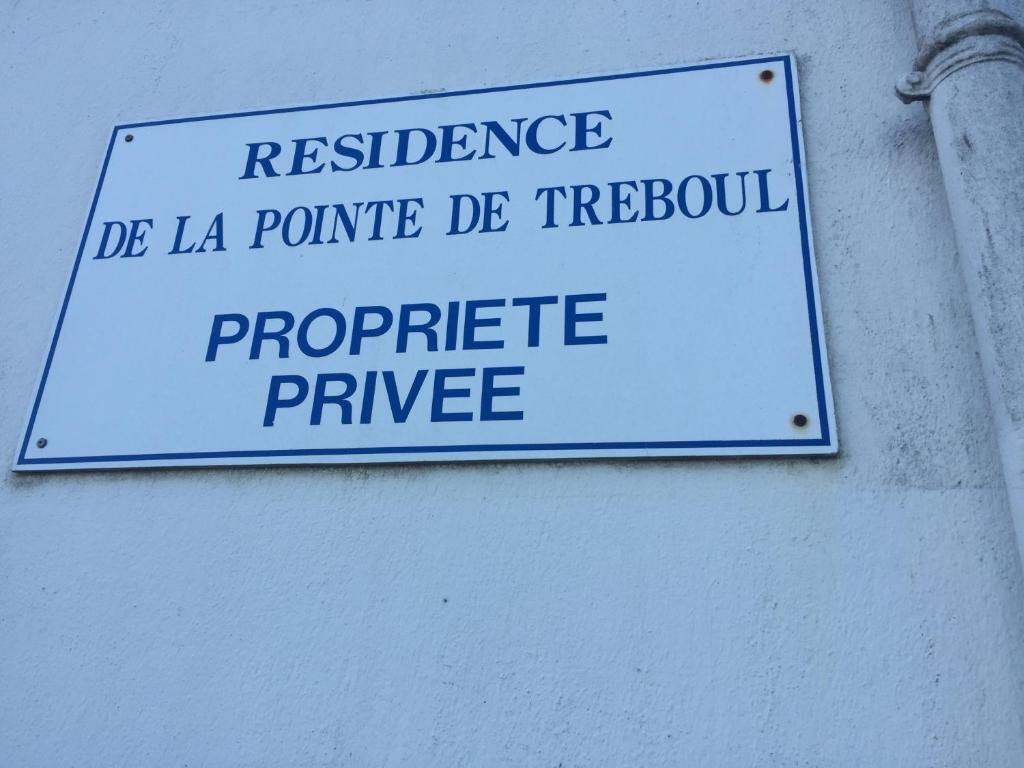 RESIDENCE
DE LA POINTE DE TREBOUL
PROPRIETE
PRIVEE